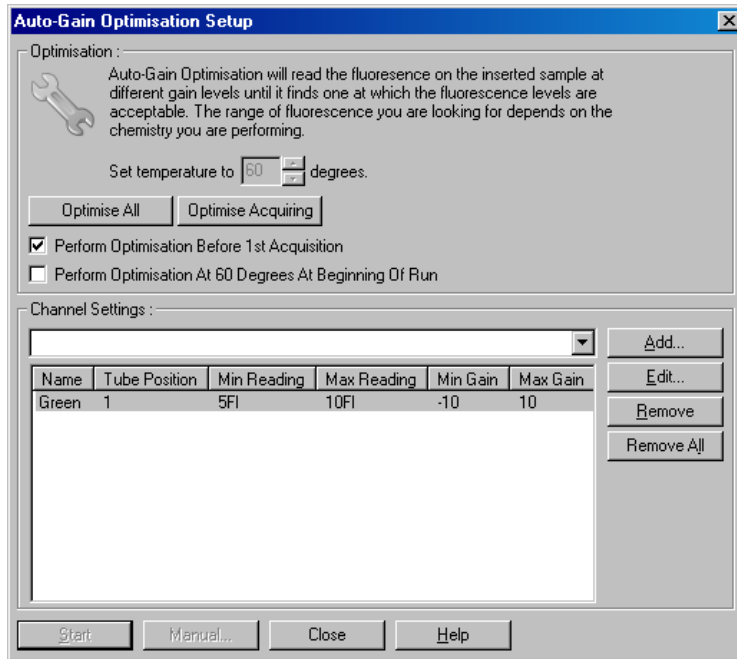 Auto-Gain Optimisation Setup
Optimisation :
Auto-Gain Optimisation will read the fluoresence on the inserted sample at
different gain levels until it finds one at which the fluorescence levels are
acceptable. The range of fluorescence you are looking for depends on the
chemistry you are performing.
Set temperature to 60 degrees.
Optimise All Optimise Acquiring
Perform Optimisation Before 1st Acquisition
Perform Optimisation At 60 Degrees At Beginning Of Run
Channel Settings :
Add...
Name Tube Position Min Reading Max Reading Min Gain Max Gain Edit...
Green 1 5Fl 10Fl -10 10
Remove
Remove All
Start Manual... Close Help